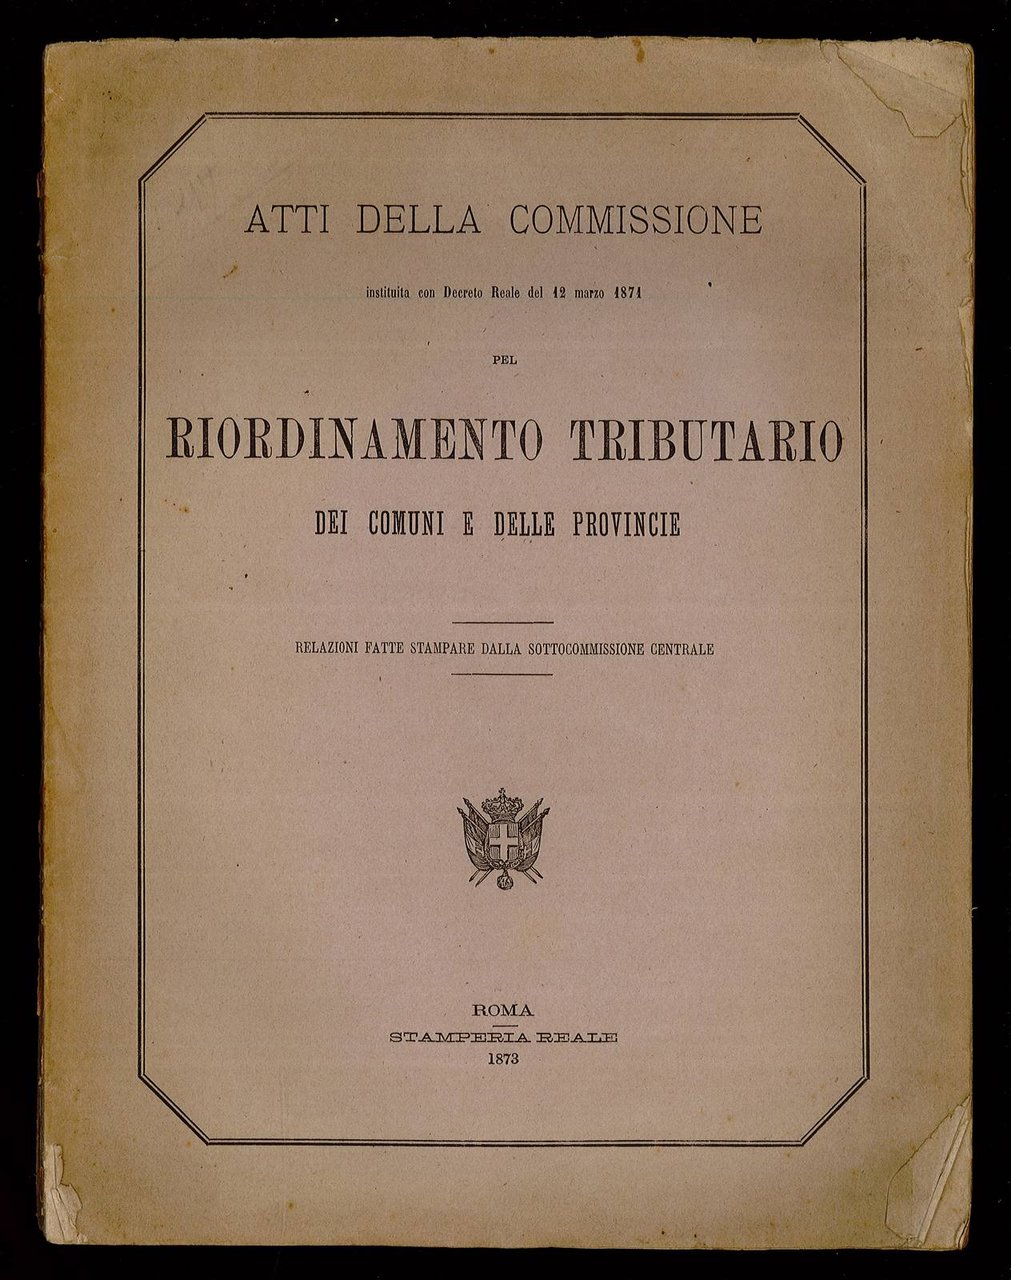 ATTI DELLA COMMISSIONE
instituita con Decreto Reale del 12 marzo 1871
PEL
RIORDINAMENTO TRIBUTARIO
DEI COMUNI E DELLE PROVINCIE
RELAZIONI FATTE STAMPARE DALLA SOTTOCOMMISSIONE CENTRALE
ROMA
STAMPERIA REALE
1873